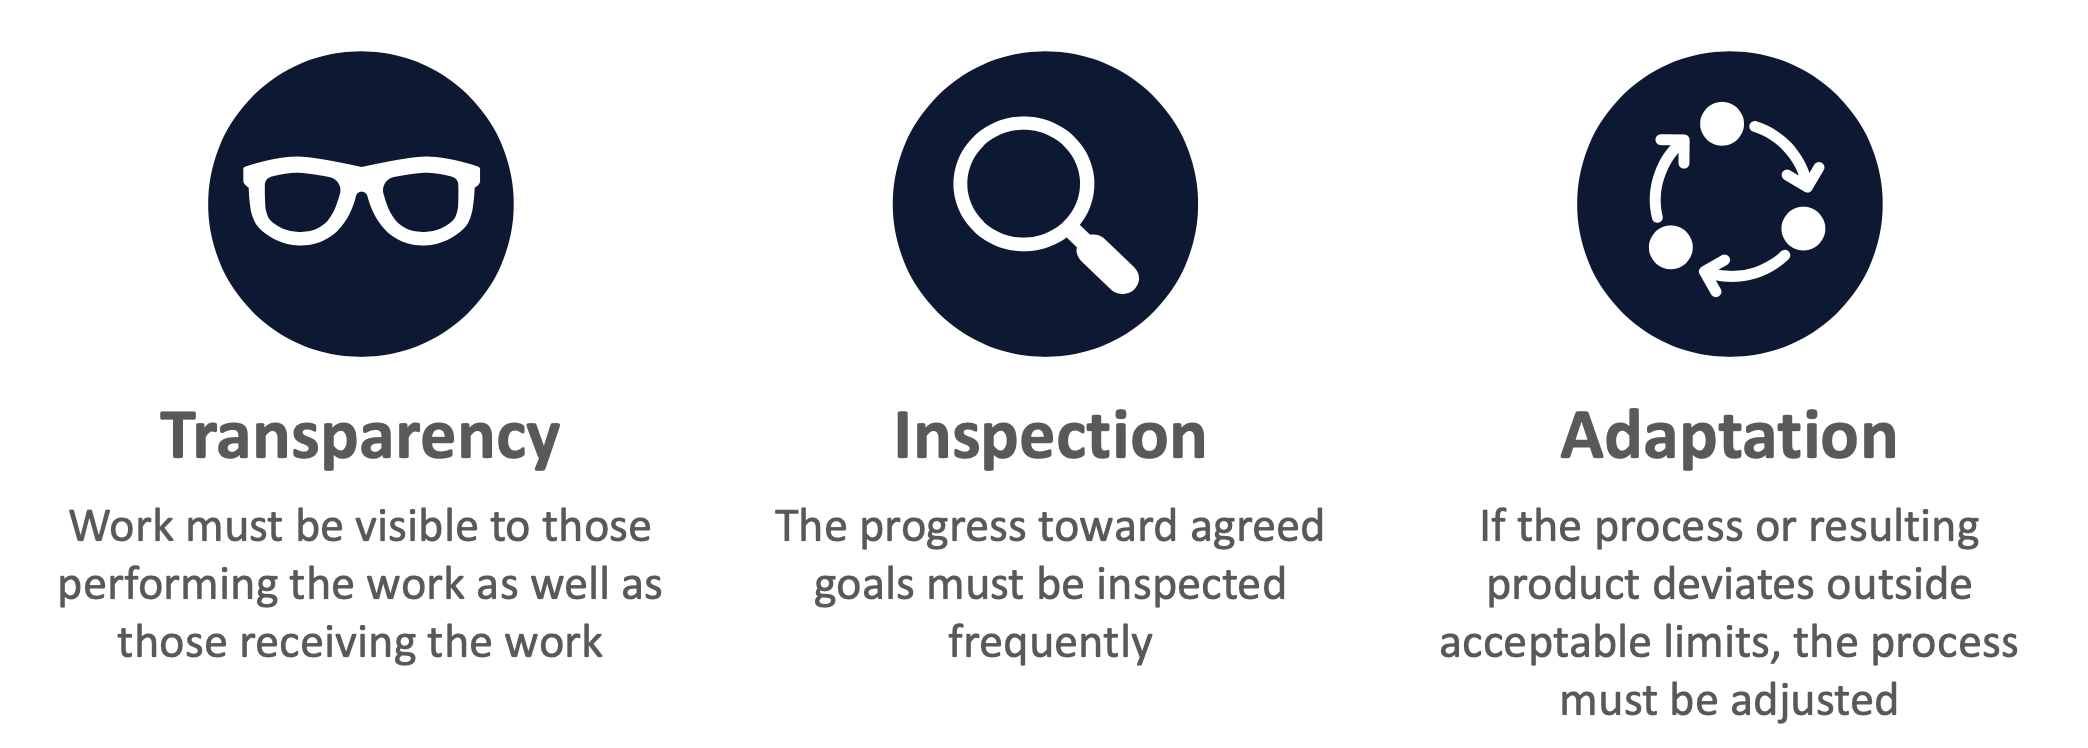 Transparency
Work must be visible to those
performing the work as well as
those receiving the work
Inspection
The progress toward agreed
goals must be inspected
frequently
Adaptation
If the process or resulting
product deviates outside
acceptable limits, the process
must be adjusted